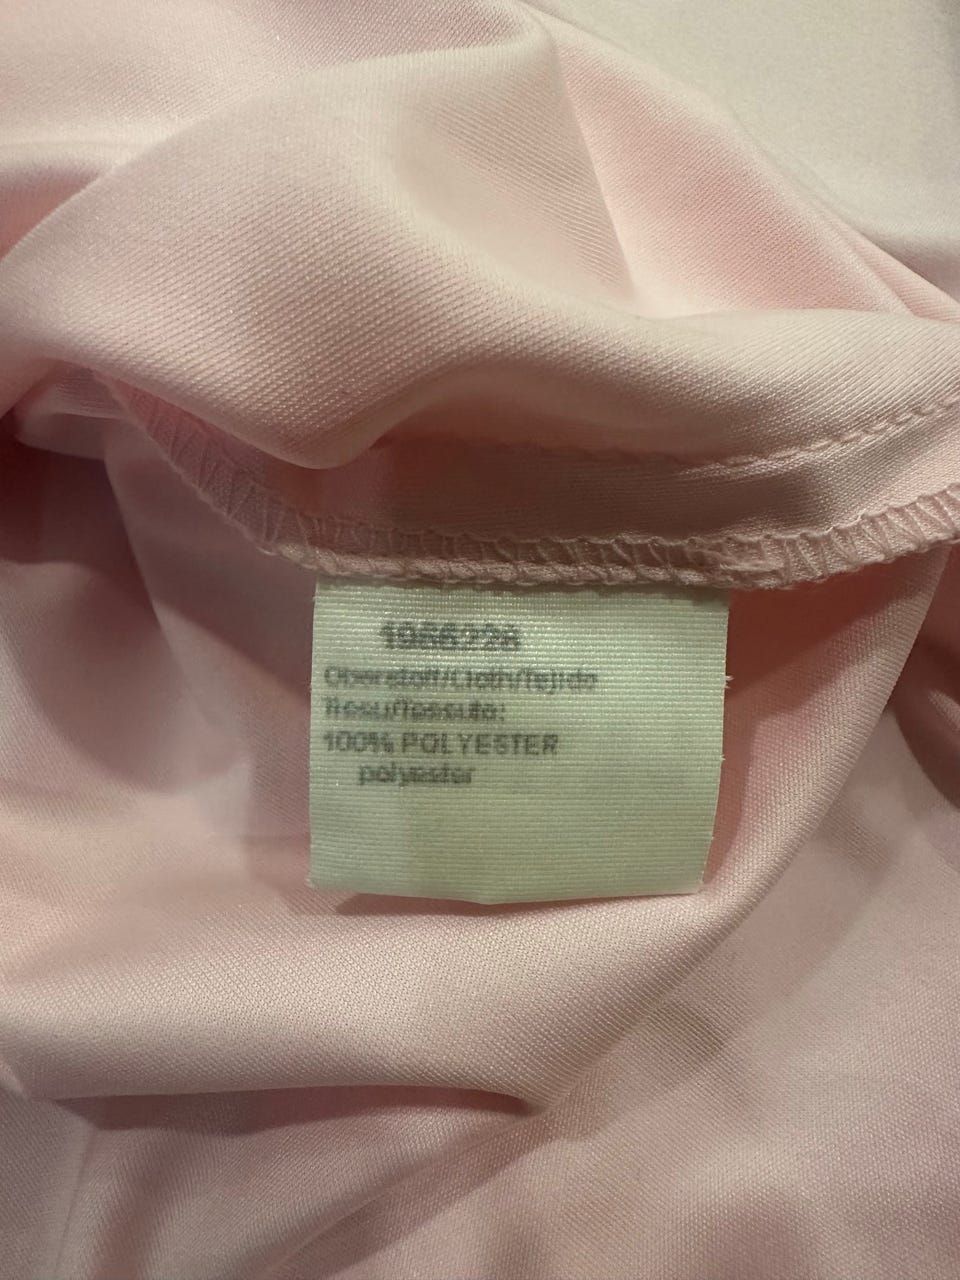 Oberstoff/Cloth/Tejido
Tissu/Tessuto:
100% POLYESTER
polyester